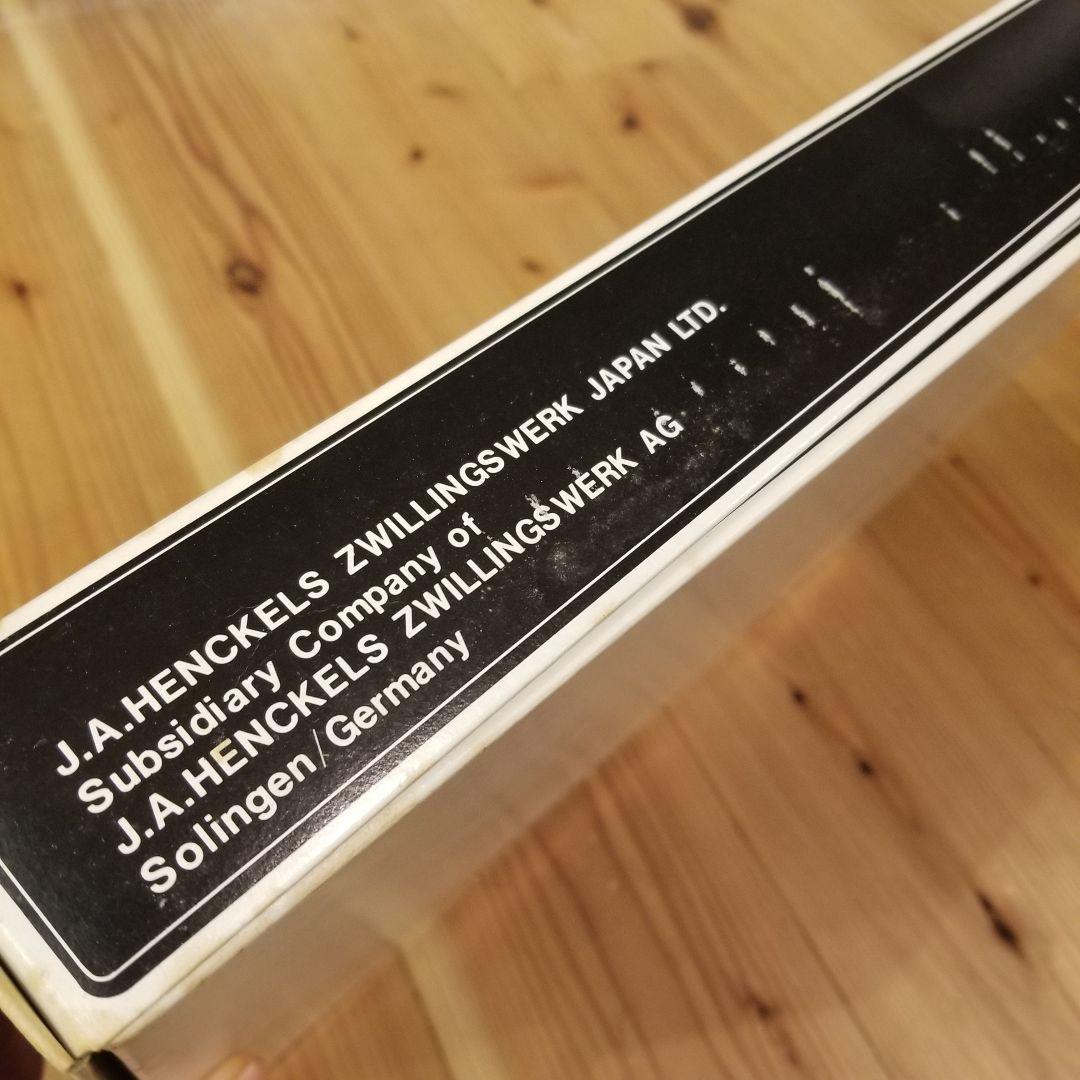 J.A.HENCKELS ZWILLINGSWERK JAPAN LTD.
Subsidiary Company of
J.A.HENCKELS ZWILLINGSWERK AG
Solingen/Germany